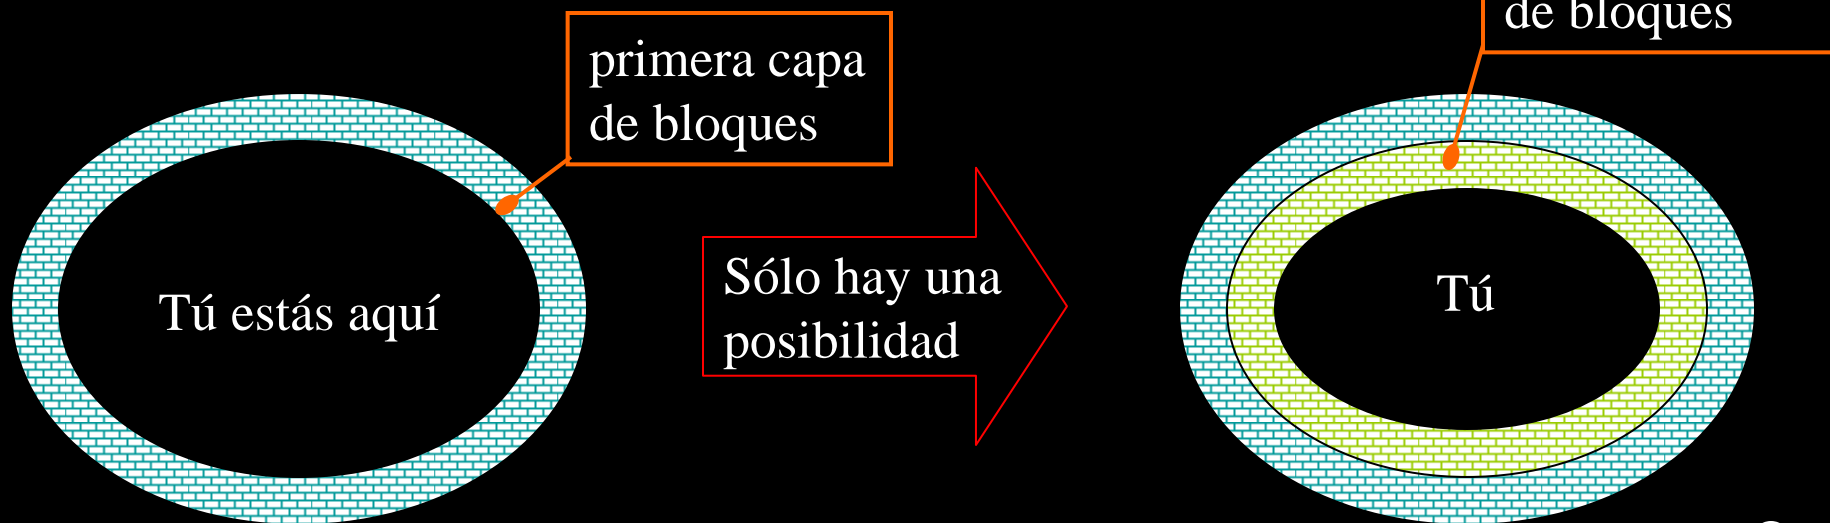 primera capa
de bloques
Tú estás aquí
Sólo hay una
posibilidad
de bloques
Tú